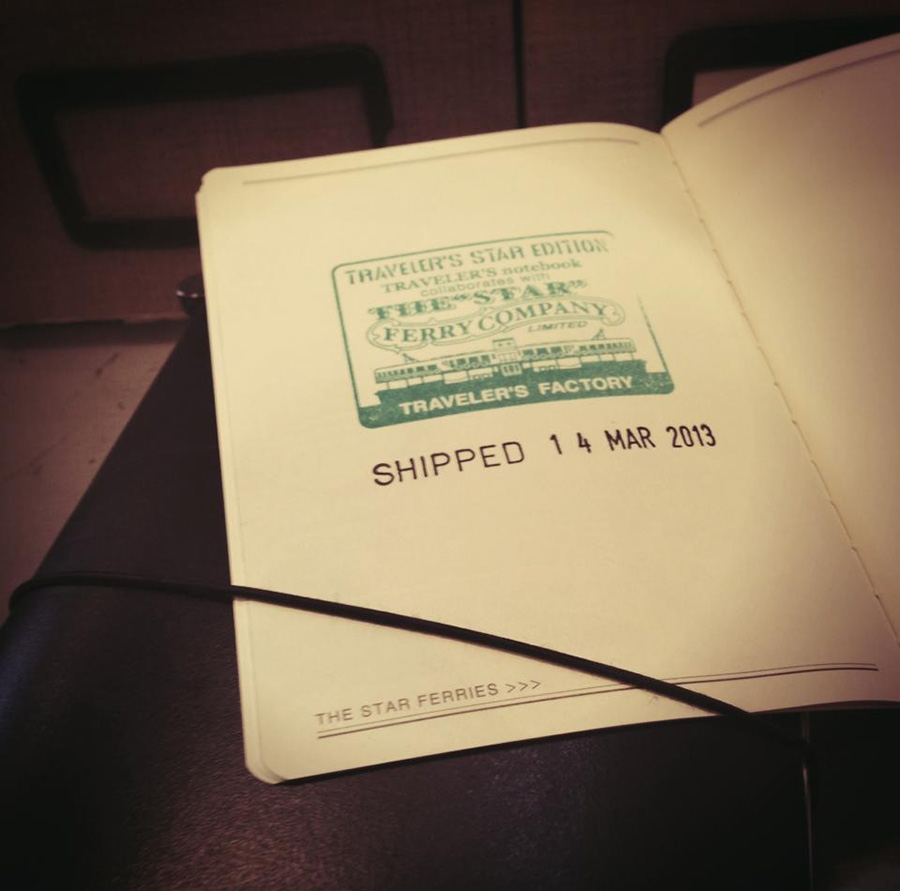 TRAVELER'S STAR EDITION
TRAVELER'S notebook
collaborates with
THE "STAR"
FERRY COMPANY
LIMITED
TRAVELER'S FACTORY
SHIPPED 14 MAR 2013
THE STAR FERRIES >>>